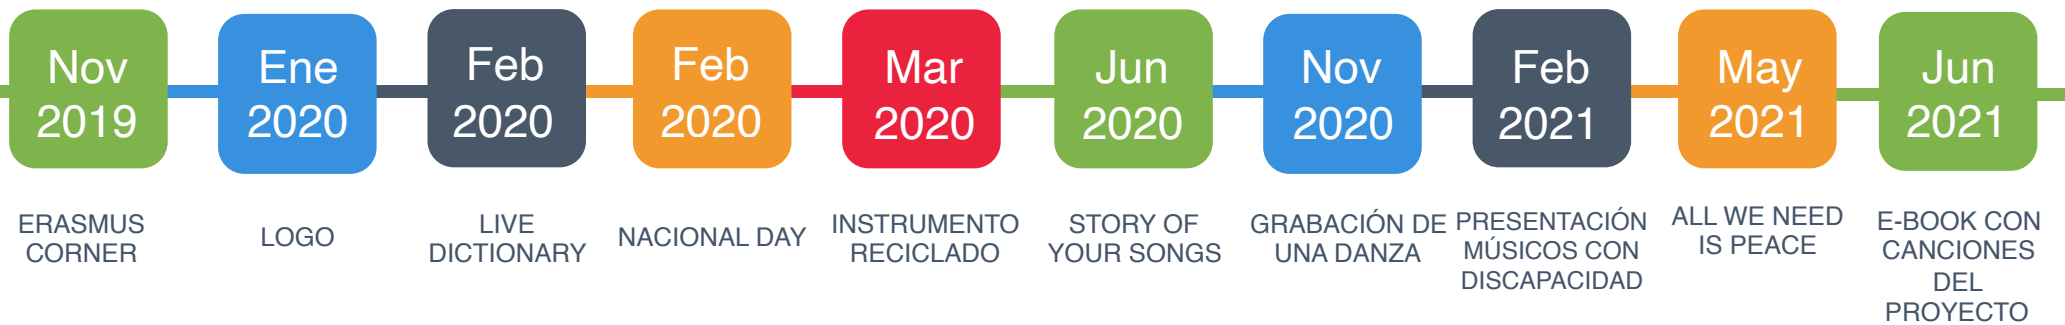 Nov
2019
Ene
2020
Feb
2020
Feb
2020
Mar
2020
Jun
2020
Nov
2020
Feb
2021
May
2021
Jun
2021
ERASMUS
CORNER
LOGO
LIVE
DICTIONARY
NACIONAL DAY
INSTRUMENTO
RECICLADO
STORY OF
YOUR SONGS
GRABACIÓN DE
UNA DANZA
PRESENTACIÓN
MÚSICOS CON
DISCAPACIDAD
ALL WE NEED
IS PEACE
E-BOOK CON
CANCIONES
DEL
PROYECTO